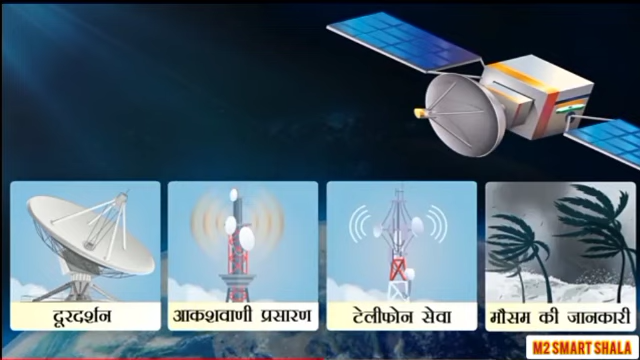 दूरदर्शन
आकशवाणी प्रसारण
टेलीफोन सेवा
मौसम की जानकारी
M2 SMART SHALA